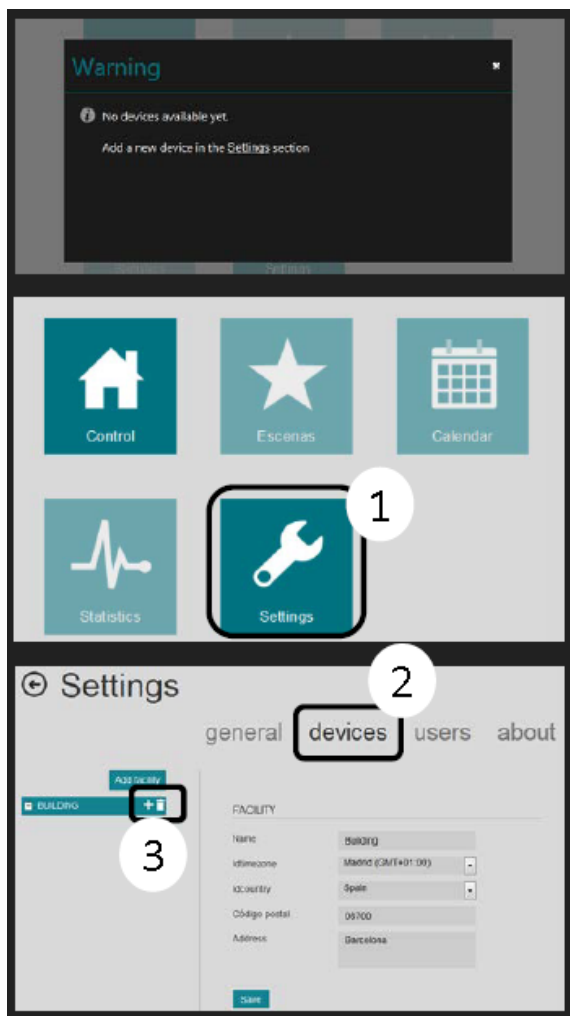 Warning
No devices available yet.
Add a new device in the Settings section
Settings
Control
Escenas
Calendar
1
Statistics
Settings
2
Settings
general devices users about
Add facility
BUILDING
3
FACILITY
Name Building
idtimezone Madrid (GMT+01:00)
idcountry Spain
Código postal 08700
Address Barcelona
Save